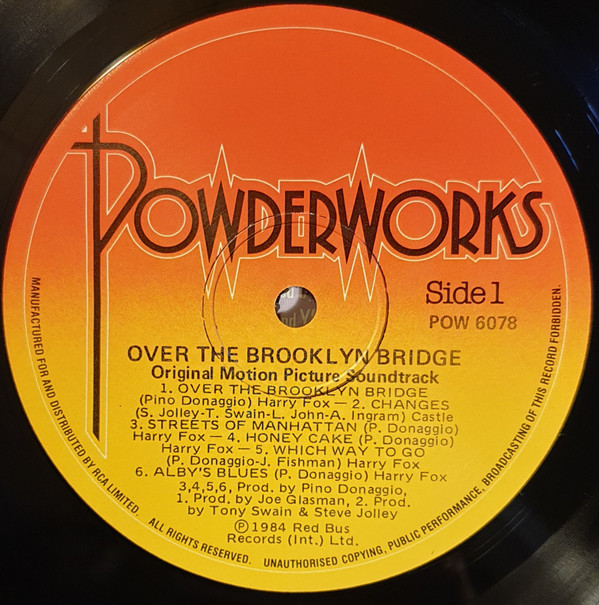 POWDERWORKS
Side 1
POW 6078
OVER THE BROOKLYN BRIDGE
Original Motion Picture Soundtrack
1. OVER THE BROOKLYN BRIDGE
(Pino Donaggio) Harry Fox — 2. CHANGES
(S. Jolley-T. Swain-L. John-A. Ingram) Castle
3. STREETS OF MANHATTAN (P. Donaggio)
Harry Fox — 4. HONEY CAKE (P. Donaggio)
Harry Fox — 5. WHICH WAY TO GO
(P. Donaggio-J. Fishman) Harry Fox
6. ALBY'S BLUES (P. Donaggio) Harry Fox
3,4,5,6, Prod. by Pino Donaggio,
1. Prod. by Joe Glasman, 2. Prod.
by Tony Swain & Steve Jolley
Ⓟ1984 Red Bus
Records (Int.) Ltd.
MANUFACTURED FOR AND DISTRIBUTED BY RCA LIMITED. ALL RIGHTS RESERVED. UNAUTHORISED COPYING, PUBLIC PERFORMANCE, BROADCASTING OF THIS RECORD FORBIDDEN.